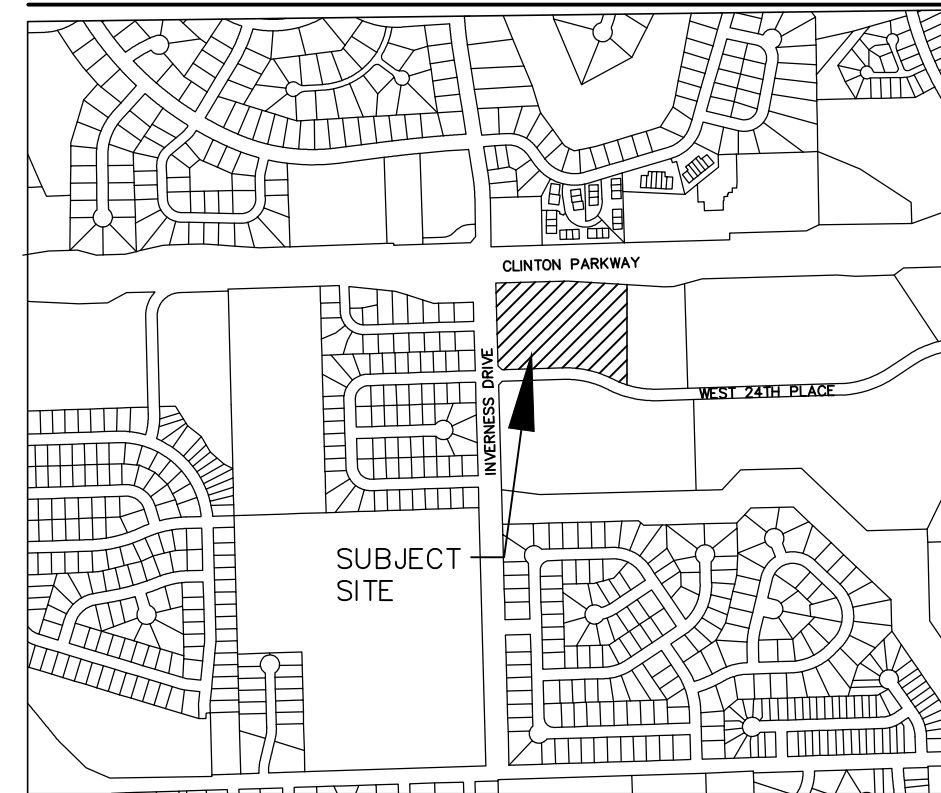 CLINTON PARKWAY
INVERNESS DRIVE
WEST 24TH PLACE
SUBJECT
SITE